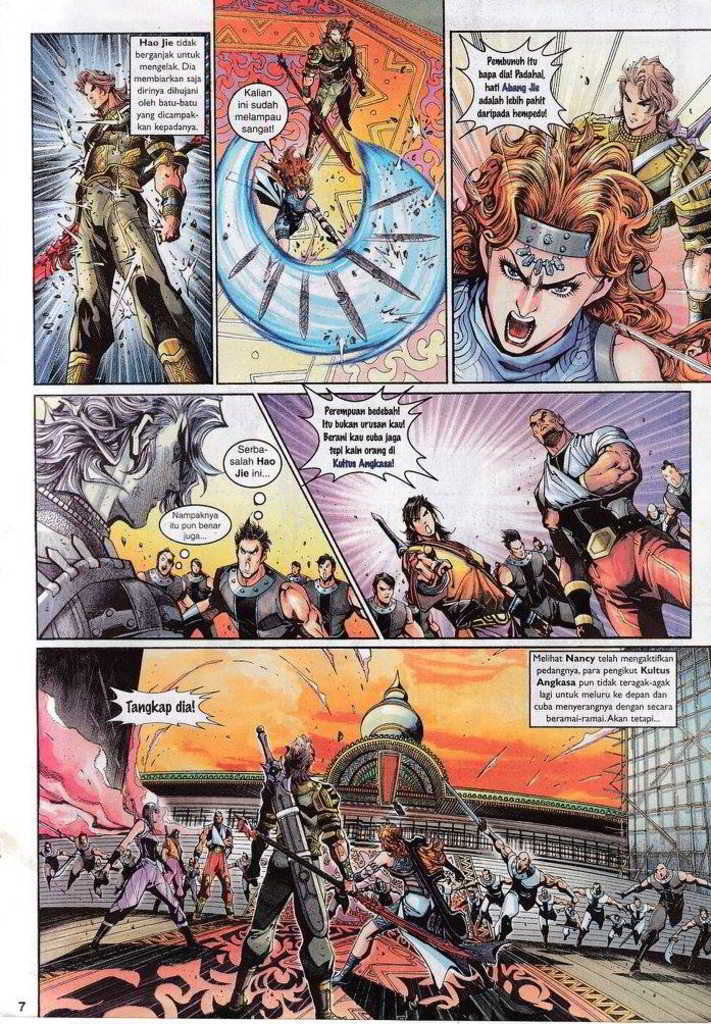 Hao Jie tidak
berganjak untuk
mengelak. Dia
membiarkan saja
dirinya dihujani
oleh batu-batu
yang dicampak-
kan kepadanya.
Kalian
ini sudah
melampau
sangat!
Pembunuh itu
bapa dia! Padahal,
hati Abang Jie
adalah lebih pahit
daripada hempedu!
Serba-
salah Hao
Jie ini...
Nampaknya
itu pun benar
juga...
Perempuan bedebah!
Itu bukan urusan kau!
Berani kau cuba jaga
tepi kain orang di
Kultus Angkasa!
Tangkap dia!
Melihat Nancy telah mengaktifkan
pedangnya, para pengikut Kultus
Angkasa pun tidak teragak-agak
lagi untuk meluru ke depan dan
cuba menyerangnya dengan secara
beramai-ramai. Akan tetapi...
7